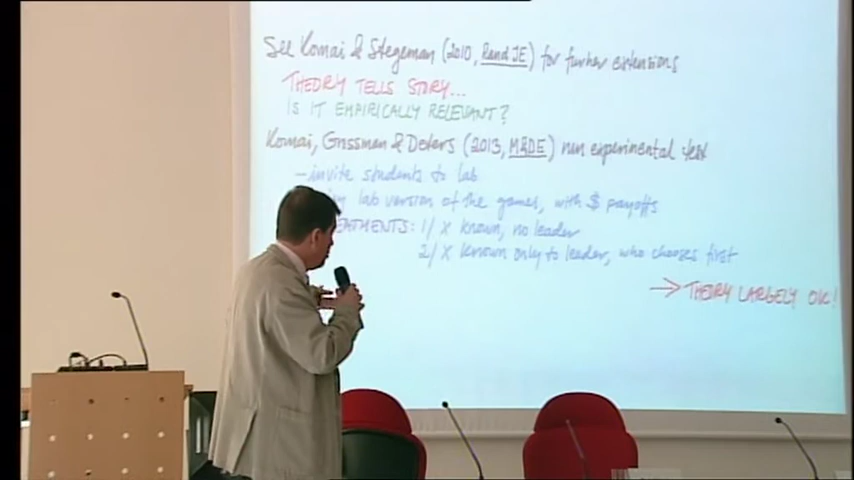 See Komai & Stegeman (2010, Rand JE) for further extensions
THEORY TELLS STORY...
IS IT EMPIRICALLY RELEVANT?
Komai, Grossman & Deters (2013, M&DE) run experimental test
- invite students to lab
lab version of the games, with $ payoffs
TREATMENTS: 1/ X known, no leader
2/ X known only to leader, who chooses first
→ THEORY LARGELY OK!